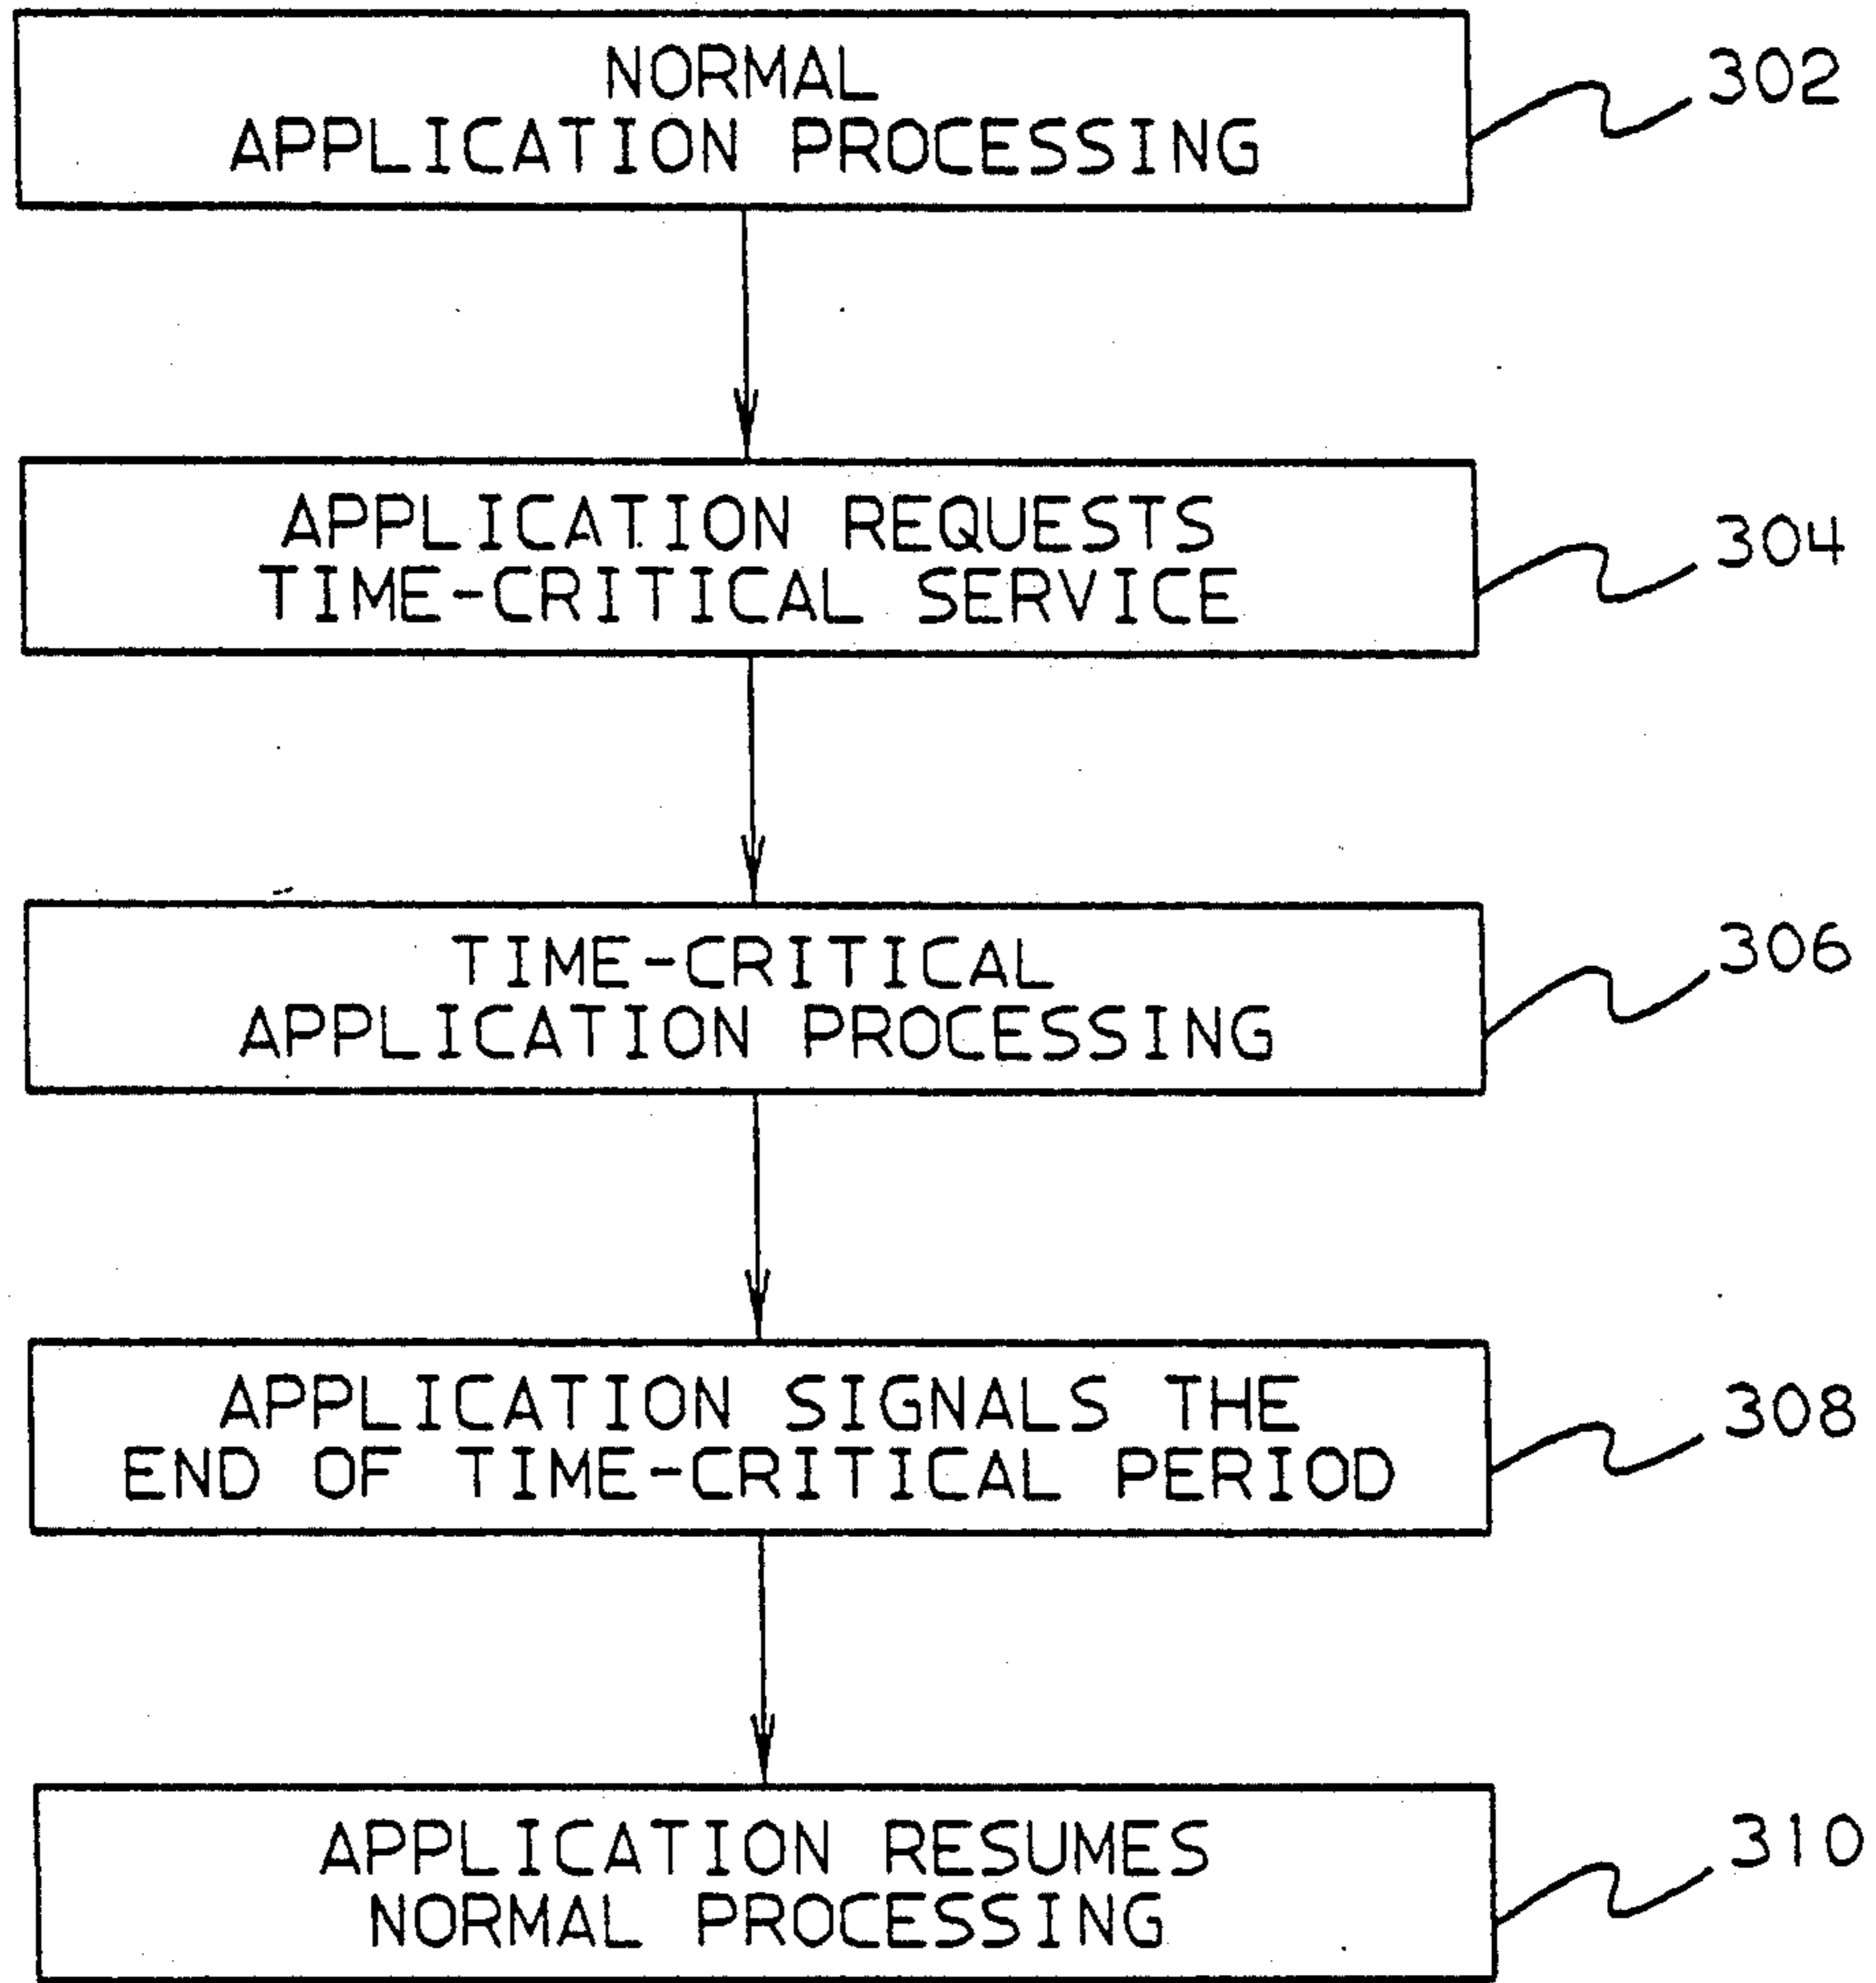 NORMAL
APPLICATION PROCESSING
302
APPLICATION REQUESTS
TIME-CRITICAL SERVICE
304
TIME-CRITICAL
APPLICATION PROCESSING
306
APPLICATION SIGNALS THE
END OF TIME-CRITICAL PERIOD
308
APPLICATION RESUMES
NORMAL PROCESSING
310